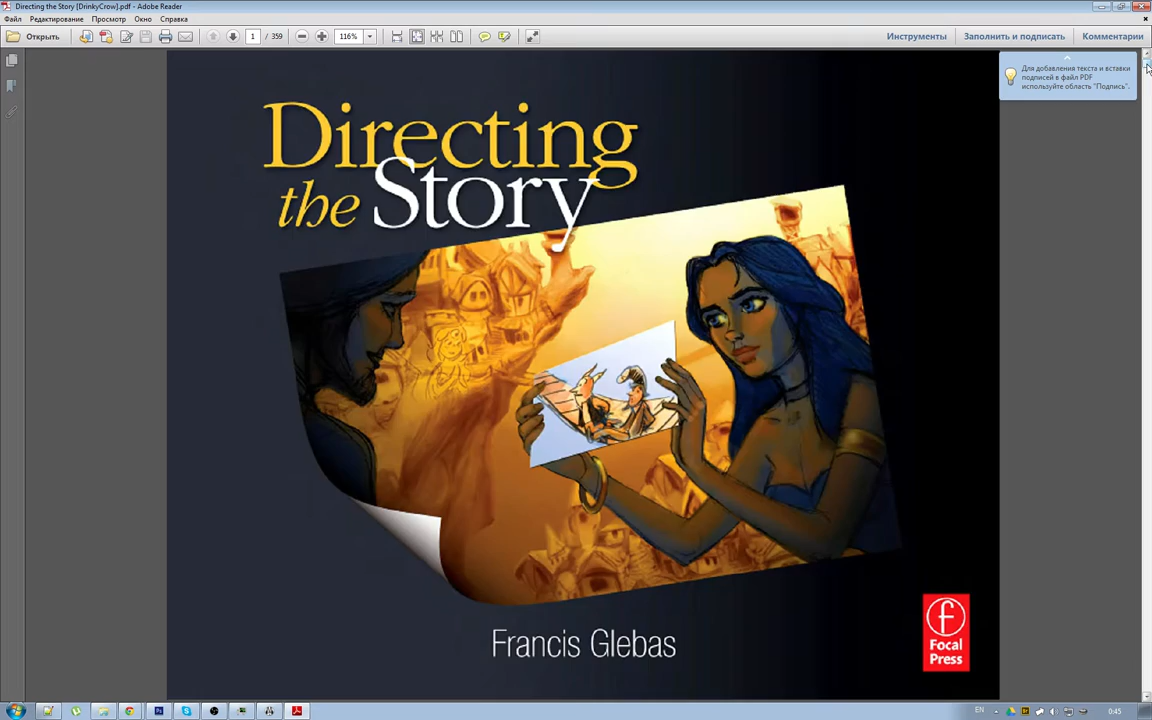 Directing the Story [DrinkyCrow].pdf - Adobe Reader
Файл Редактирование Просмотр Окно Справка
Открыть 1 / 359 116% Инструменты Заполнить и подписать Комментарии
Для добавления текста и вставки
подписей в файл PDF
используйте область "Подпись".
Directing
the Story
Francis Glebas
f
Focal
Press
EN 0:45